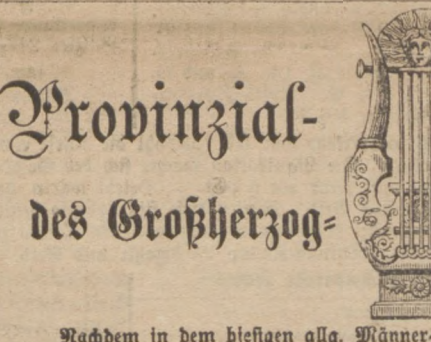 Provinzial-
des Großherzog-
Nachdem in dem hiesigen allg. Männer-